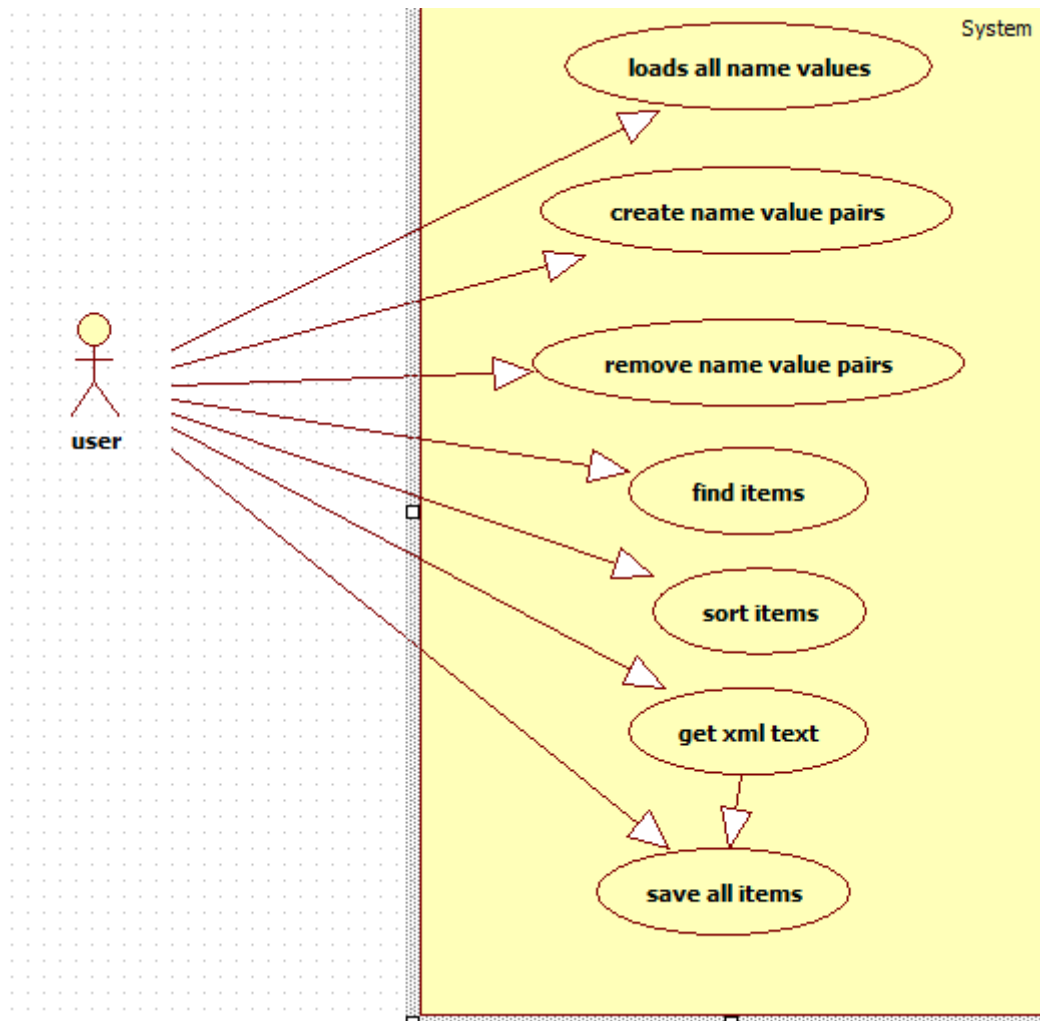 System
loads all name values
create name value pairs
remove name value pairs
user
find items
sort items
get xml text
save all items